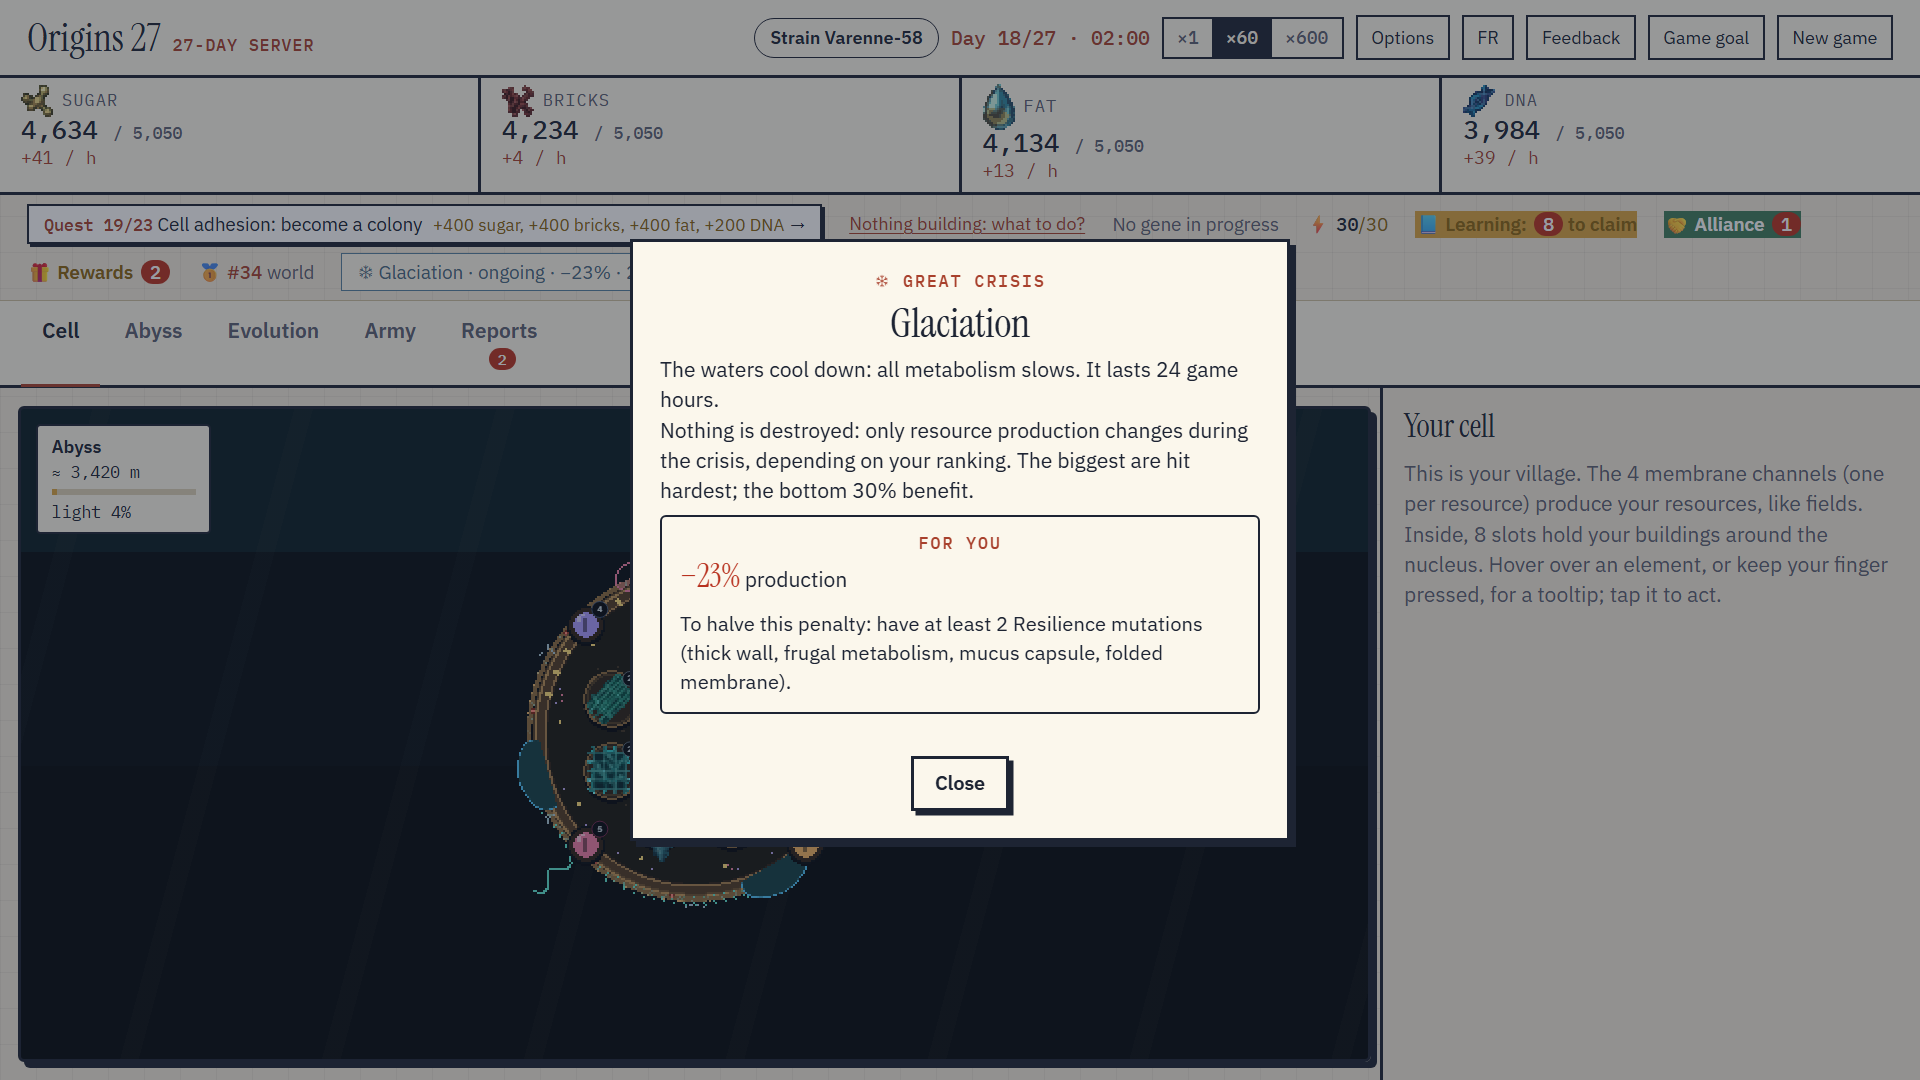 Origins 27 27-DAY SERVER
Strain Varenne-58 Day 18/27 · 02:00 ×1 ×60 ×600 Options FR Feedback Game goal New game
SUGAR
4,634 / 5,050
+41 / h
BRICKS
4,234 / 5,050
+4 / h
FAT
4,134 / 5,050
+13 / h
DNA
3,984 / 5,050
+39 / h
Quest 19/23 Cell adhesion: become a colony +400 sugar, +400 bricks, +400 fat, +200 DNA →
Nothing building: what to do? No gene in progress 30/30 Learning: 8 to claim Alliance 1
Rewards 2 #34 world Glaciation · ongoing · −23% ·
Cell Abyss Evolution Army Reports
2
Abyss
≈ 3,420 m
light 4%
4
5
GREAT CRISIS
Glaciation
The waters cool down: all metabolism slows. It lasts 24 game
hours.
Nothing is destroyed: only resource production changes during
the crisis, depending on your ranking. The biggest are hit
hardest; the bottom 30% benefit.
FOR YOU
−23% production
To halve this penalty: have at least 2 Resilience mutations
(thick wall, frugal metabolism, mucus capsule, folded
membrane).
Close
Your cell
This is your village. The 4 membrane channels (one
per resource) produce your resources, like fields.
Inside, 8 slots hold your buildings around the
nucleus. Hover over an element, or keep your finger
pressed, for a tooltip; tap it to act.